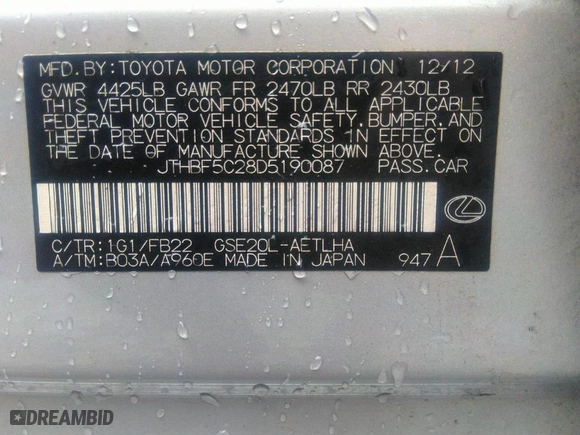 MFD.BY:TOYOTA MOTOR CORPORATION 12/12
GVWR 4425LB GAWR FR 2470LB RR 2430LB
THIS VEHICLE CONFORMS TO ALL APPLICABLE
FEDERAL MOTOR VEHICLE SAFETY,BUMPER,AND
THEFT PREVENTION STANDARDS IN EFFECT ON
THE DATE OF MANUFACTURE SHOWN ABOVE.
JTHBF5C28D5190087 PASS.CAR
C/TR:1G1/FB22 GSE20L-AETLHA
A/TM:B03A/A960E MADE IN JAPAN 947A
DREAMBID